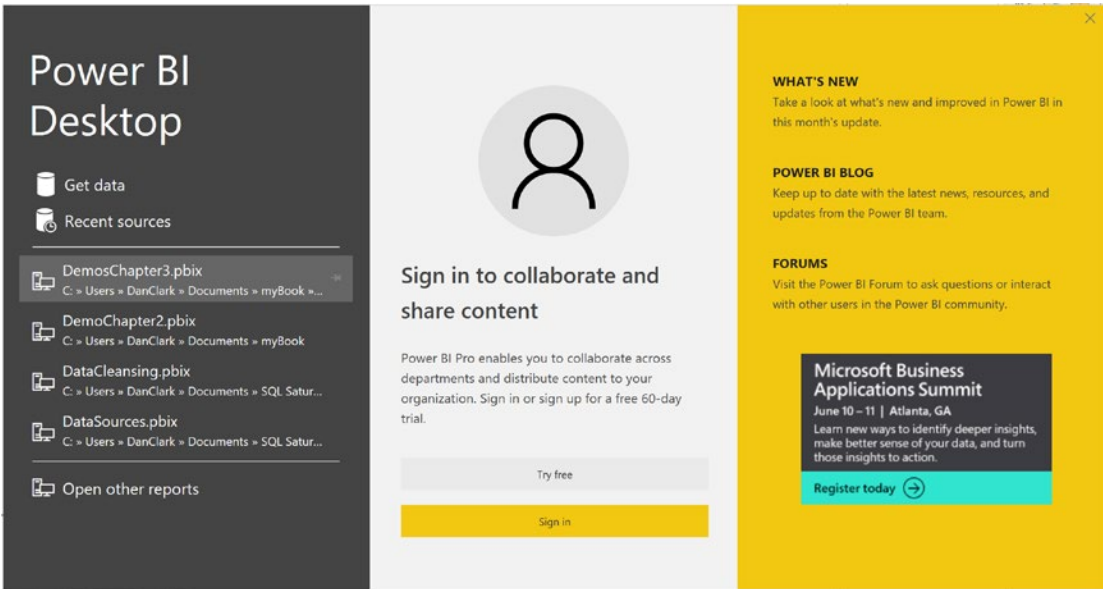 Power BI
Desktop
Get data
Recent sources
DemosChapter3.pbix
C: » Users » DanClark » Documents » myBook »...
DemoChapter2.pbix
C: » Users » DanClark » Documents » myBook
DataCleansing.pbix
C: » Users » DanClark » Documents » SQL Satur...
DataSources.pbix
C: » Users » DanClark » Documents » SQL Satur...
Open other reports
Sign in to collaborate and
share content
Power BI Pro enables you to collaborate across
departments and distribute content to your
organization. Sign in or sign up for a free 60-day
trial.
Try free
Sign in
WHAT'S NEW
Take a look at what's new and improved in Power BI in
this month's update.
POWER BI BLOG
Keep up to date with the latest news, resources, and
updates from the Power BI team.
FORUMS
Visit the Power BI Forum to ask questions or interact
with other users in the Power BI community.
Microsoft Business
Applications Summit
June 10 – 11 | Atlanta, GA
Learn new ways to identify deeper insights,
make better sense of your data, and turn
those insights to action.
Register today